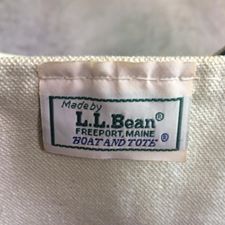 Made by
L.L.Bean®
FREEPORT, MAINE
BOAT AND TOTE®